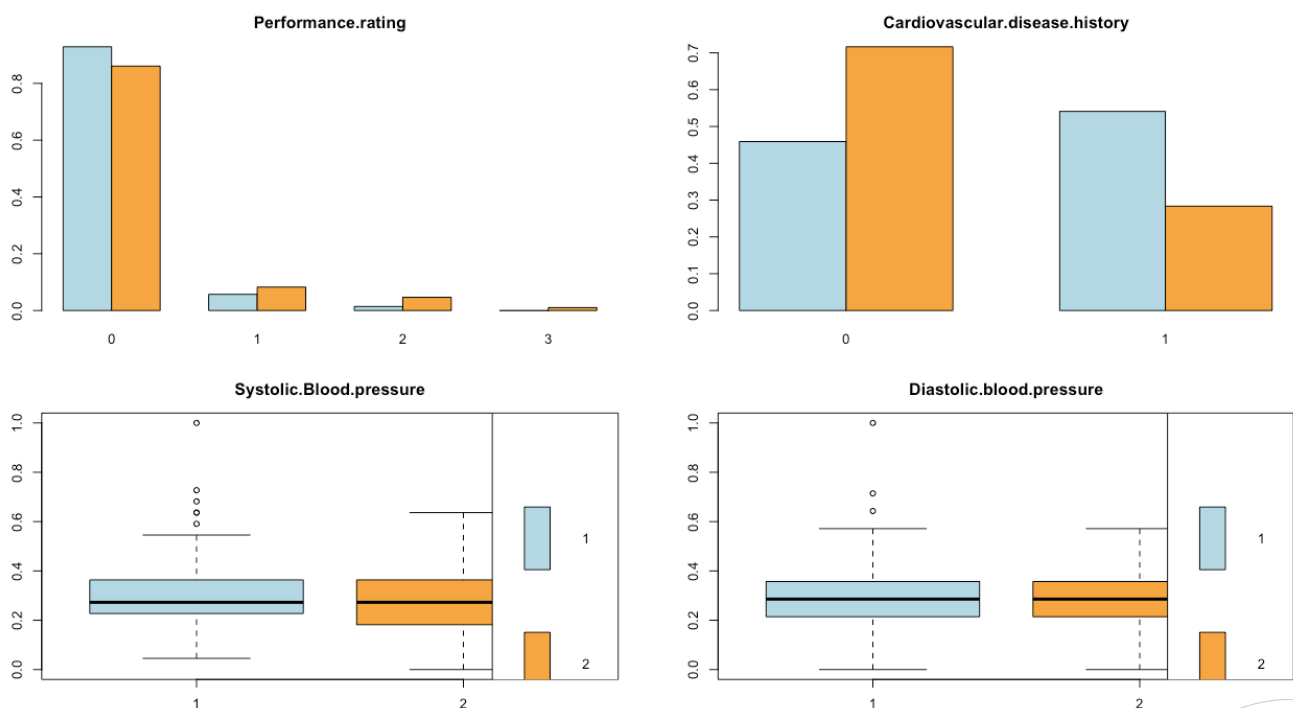 Performance.rating
0.0 0.2 0.4 0.6 0.8
0 1 2 3
Cardiovascular.disease.history
0.0 0.1 0.2 0.3 0.4 0.5 0.6 0.7
0 1
Systolic.Blood.pressure
0.0 0.2 0.4 0.6 0.8 1.0
1 2
1
2
Diastolic.blood.pressure
0.0 0.2 0.4 0.6 0.8 1.0
1 2
1
2